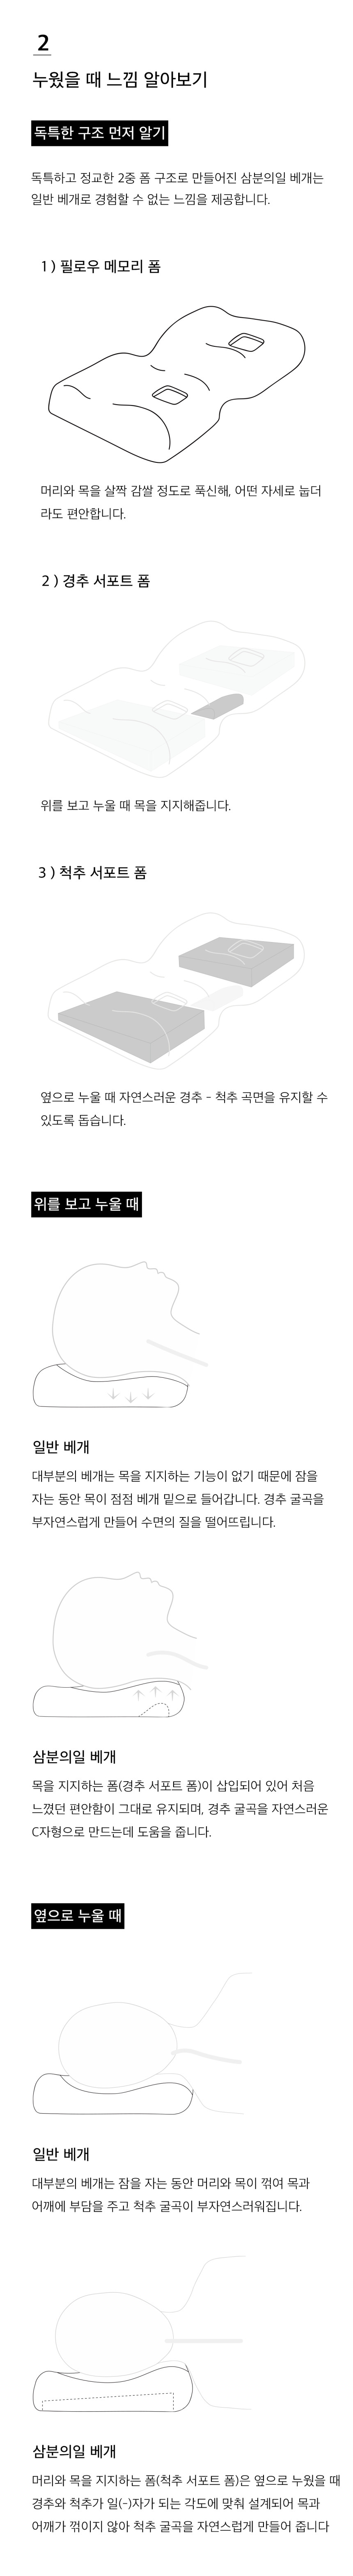 2
누웠을 때 느낌 알아보기
독특한 구조 먼저 알기
독특하고 정교한 2중 폼 구조로 만들어진 삼분의일 베개는
일반 베개로 경험할 수 없는 느낌을 제공합니다.
1 ) 필로우 메모리 폼
머리와 목을 살짝 감쌀 정도로 푹신해, 어떤 자세로 눕더
라도 편안합니다.
2 ) 경추 서포트 폼
위를 보고 누울 때 목을 지지해줍니다.
3 ) 척추 서포트 폼
옆으로 누울 때 자연스러운 경추 - 척추 곡면을 유지할 수
있도록 돕습니다.
위를 보고 누울 때
일반 베개
대부분의 베개는 목을 지지하는 기능이 없기 때문에 잠을
자는 동안 목이 점점 베개 밑으로 들어갑니다. 경추 굴곡을
부자연스럽게 만들어 수면의 질을 떨어뜨립니다.
삼분의일 베개
목을 지지하는 폼(경추 서포트 폼)이 삽입되어 있어 처음
느꼈던 편안함이 그대로 유지되며, 경추 굴곡을 자연스러운
C자형으로 만드는데 도움을 줍니다.
옆으로 누울 때
일반 베개
대부분의 베개는 잠을 자는 동안 머리와 목이 꺾여 목과
어깨에 부담을 주고 척추 굴곡이 부자연스러워집니다.
삼분의일 베개
머리와 목을 지지하는 폼(척추 서포트 폼)은 옆으로 누웠을 때
경추와 척추가 일(-)자가 되는 각도에 맞춰 설계되어 목과
어깨가 꺾이지 않아 척추 굴곡을 자연스럽게 만들어 줍니다